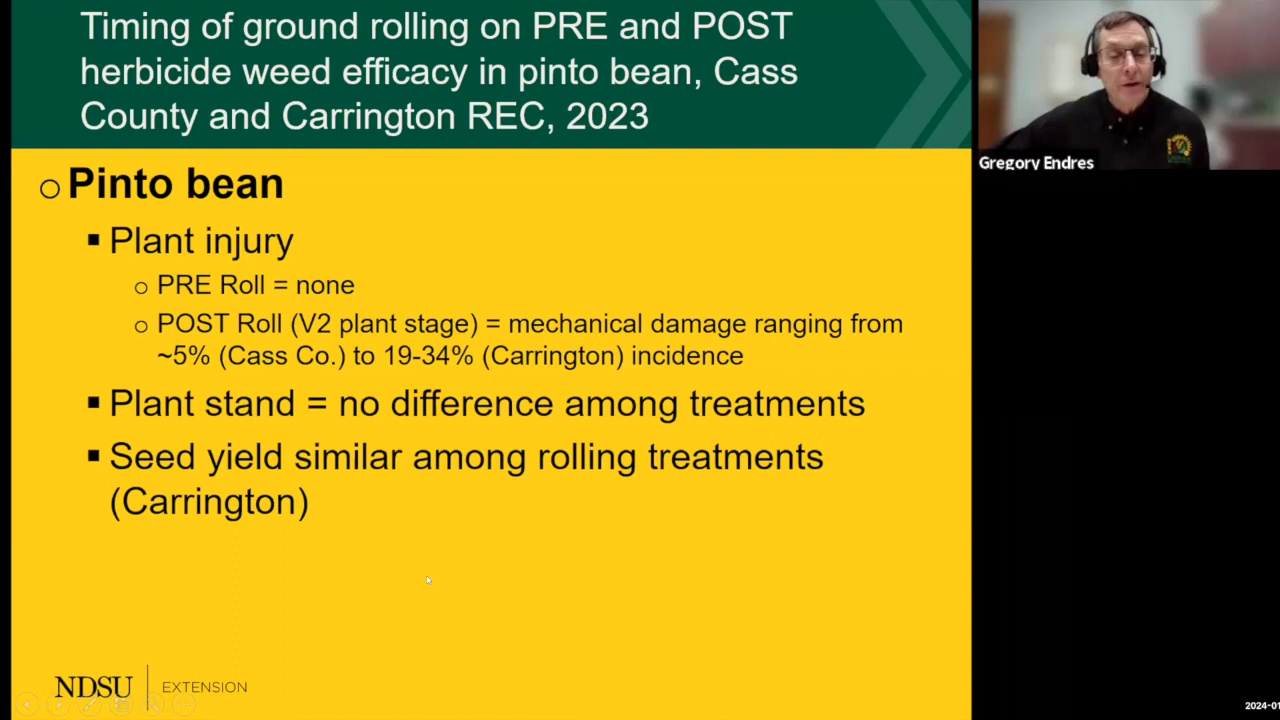 Timing of ground rolling on PRE and POST
herbicide weed efficacy in pinto bean, Cass
County and Carrington REC, 2023
Gregory Endres
Pinto bean
Plant injury
PRE Roll = none
POST Roll (V2 plant stage) = mechanical damage ranging from
~5% (Cass Co.) to 19-34% (Carrington) incidence
Plant stand = no difference among treatments
Seed yield similar among rolling treatments
(Carrington)
NDSU EXTENSION
2024-01